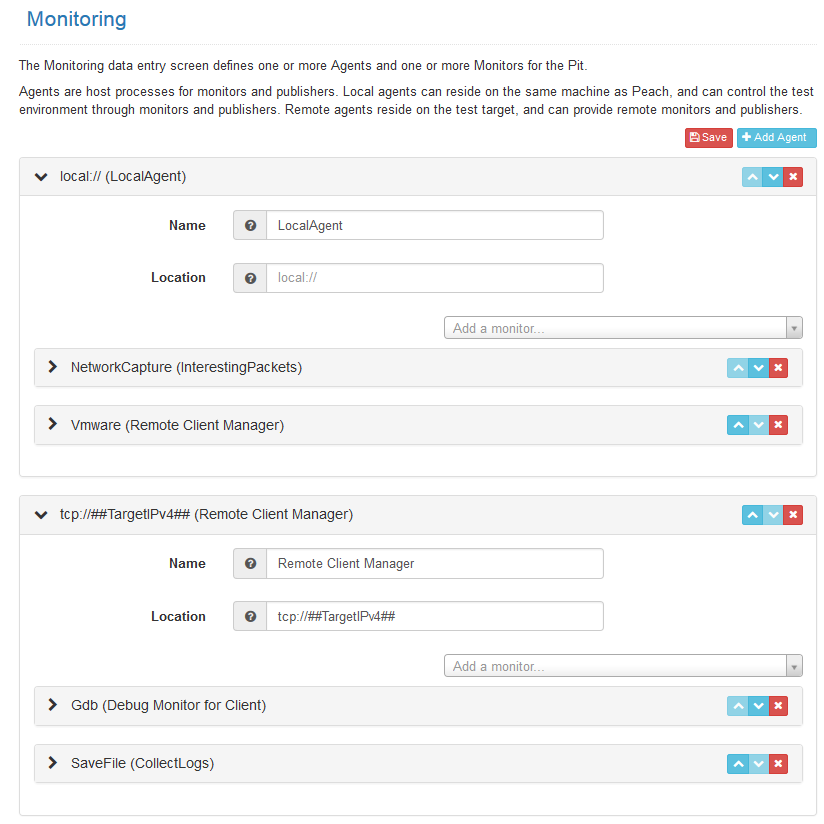 Monitoring
The Monitoring data entry screen defines one or more Agents and one or more Monitors for the Pit.
Agents are host processes for monitors and publishers. Local agents can reside on the same machine as Peach, and can control the test
environment through monitors and publishers. Remote agents reside on the test target, and can provide remote monitors and publishers.
Save Add Agent
local:// (LocalAgent)
Name LocalAgent
Location local://
Add a monitor...
NetworkCapture (InterestingPackets)
Vmware (Remote Client Manager)
tcp://##TargetIPv4## (Remote Client Manager)
Name Remote Client Manager
Location tcp://##TargetIPv4##
Add a monitor...
Gdb (Debug Monitor for Client)
SaveFile (CollectLogs)